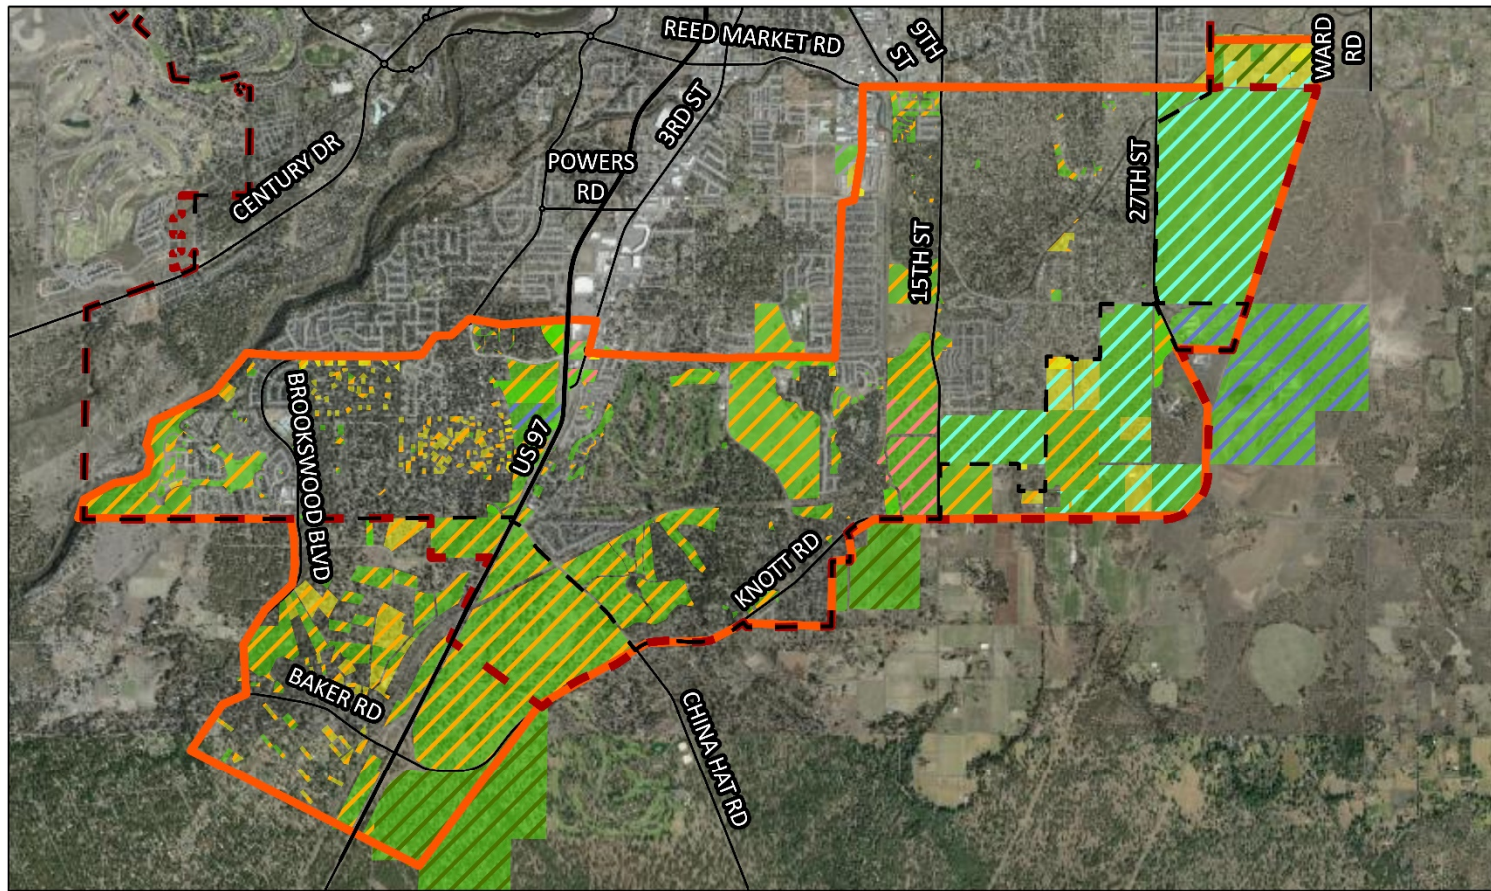 REED MARKET RD
9TH
ST
WARD
RD
3RD ST
CENTURY DR
POWERS
RD
27TH ST
15TH ST
BROOKSWOOD BLVD
US 97
KNOTT RD
BAKER RD
CHINA HAT RD